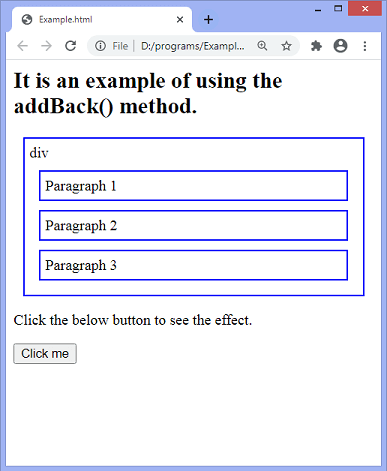 Example.html
File | D:/programs/Exampl...
It is an example of using the
addBack() method.
div
Paragraph 1
Paragraph 2
Paragraph 3
Click the below button to see the effect.
Click me